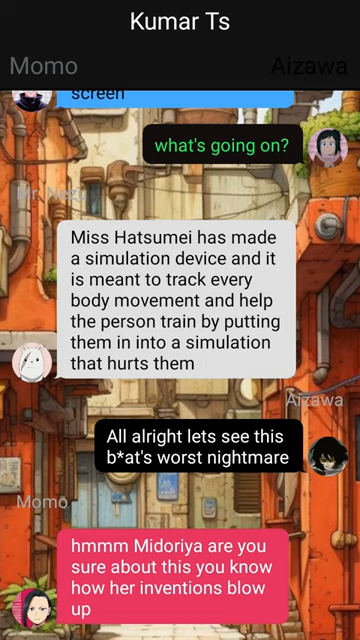 Kumar Ts
Momo
Aizawa
screen
what's going on?
Mr. Nezu
Miss Hatsumei has made
a simulation device and it
is meant to track every
body movement and help
the person train by putting
them in into a simulation
that hurts them
Aizawa
All alright lets see this
b*at's worst nightmare
Momo
hmmm Midoriya are you
sure about this you know
how her inventions blow
up